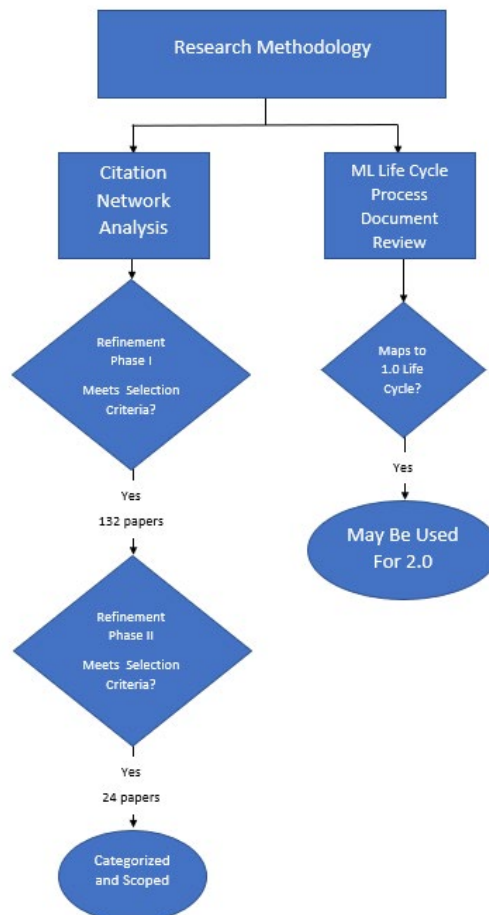 Research Methodology
Citation
Network
Analysis
ML Life Cycle
Process
Document
Review
Refinement
Phase I
Meets Selection
Criteria?
Maps to
1.0 Life
Cycle?
Yes
132 papers
Yes
May Be Used
For 2.0
Refinement
Phase II
Meets Selection
Criteria?
Yes
24 papers
Categorized
and Scoped